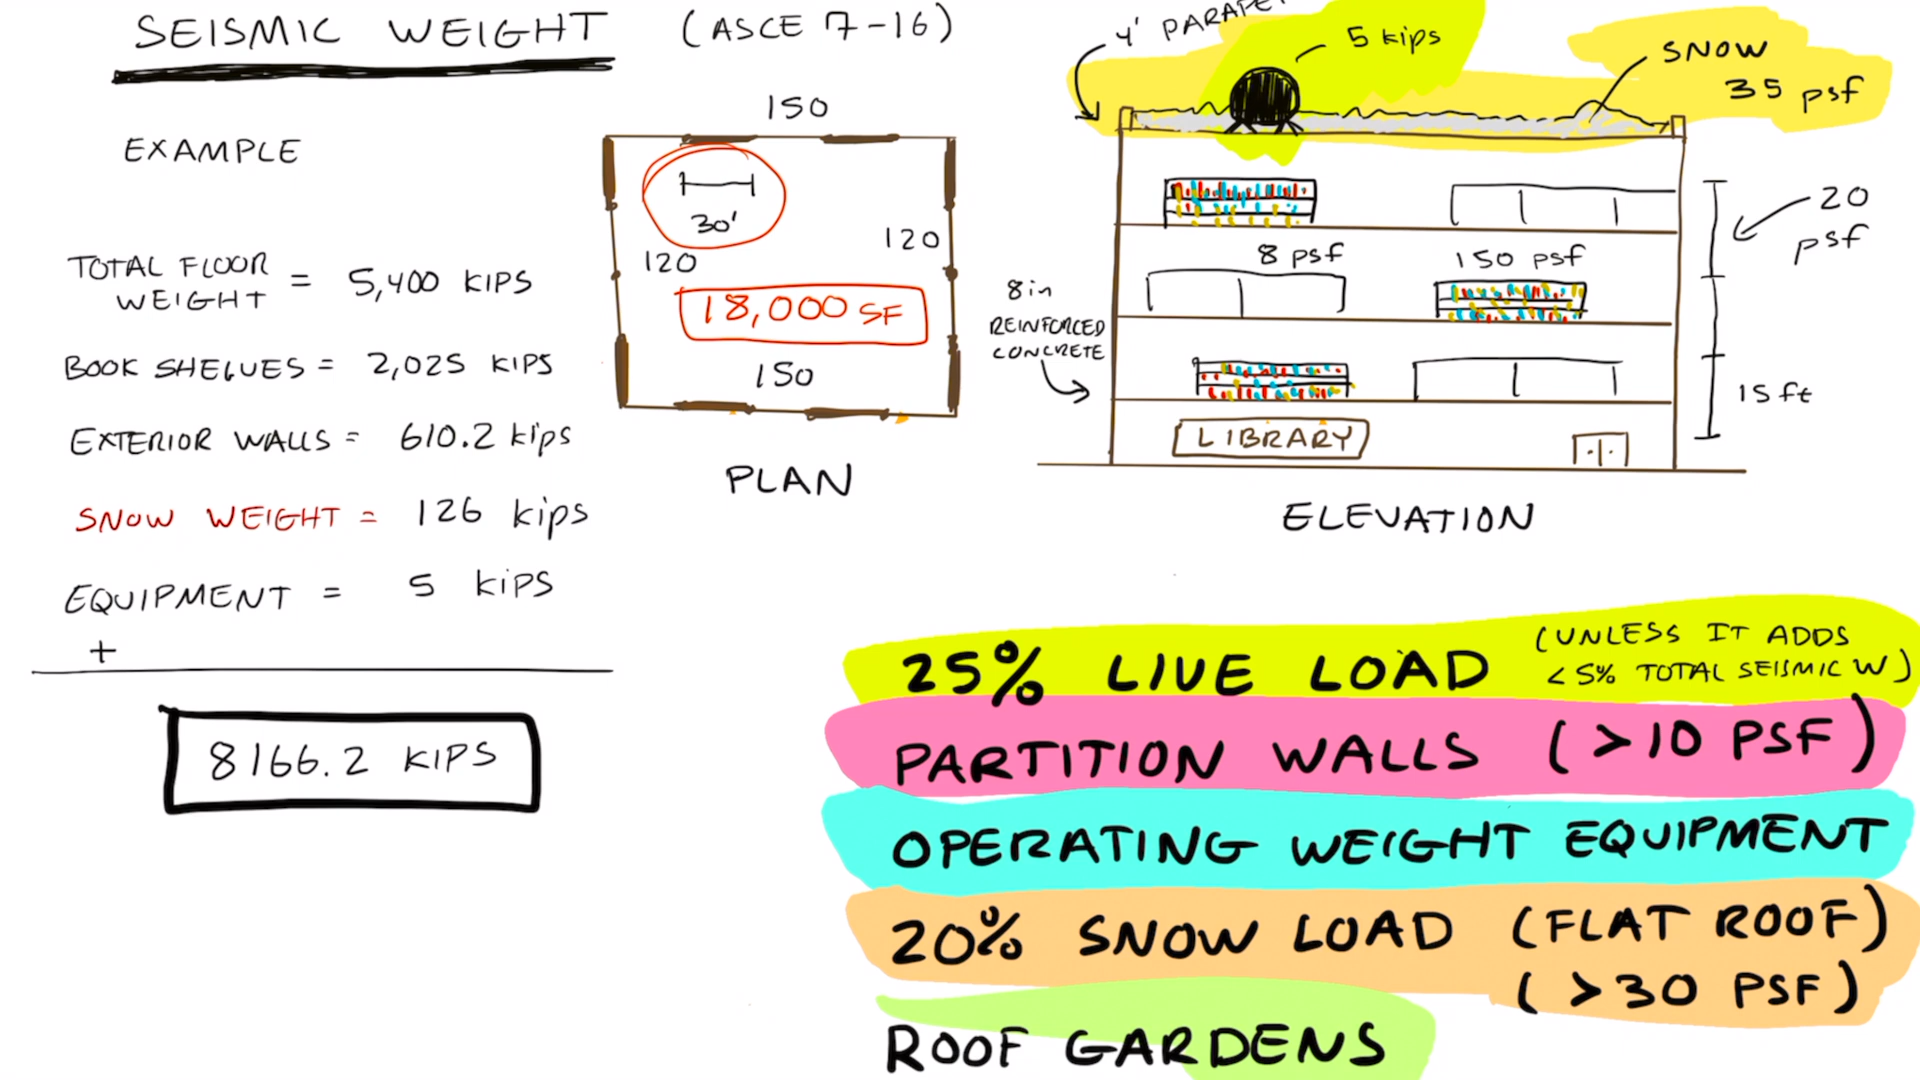 SEISMIC WEIGHT (ASCE 7-16)
EXAMPLE
TOTAL FLOOR
WEIGHT = 5,400 KIPS
BOOK SHELVES = 2,025 KIPS
EXTERIOR WALLS = 610.2 kips
SNOW WEIGHT = 126 kips
EQUIPMENT = 5 KIPS
+
8166.2 KIPS
150
30'
120
120
18,000 SF
150
PLAN
4' PARAPET
5 kips
SNOW
35 psf
20
psf
8 psf
150 psf
8in
REINFORCED
CONCRETE
15ft
LIBRARY
ELEVATION
25% LIVE LOAD (UNLESS IT ADDS
<5% TOTAL SEISMIC W)
PARTITION WALLS (>10 PSF)
OPERATING WEIGHT EQUIPMENT
20% SNOW LOAD (FLAT ROOF)
(>30 PSF)
ROOF GARDENS